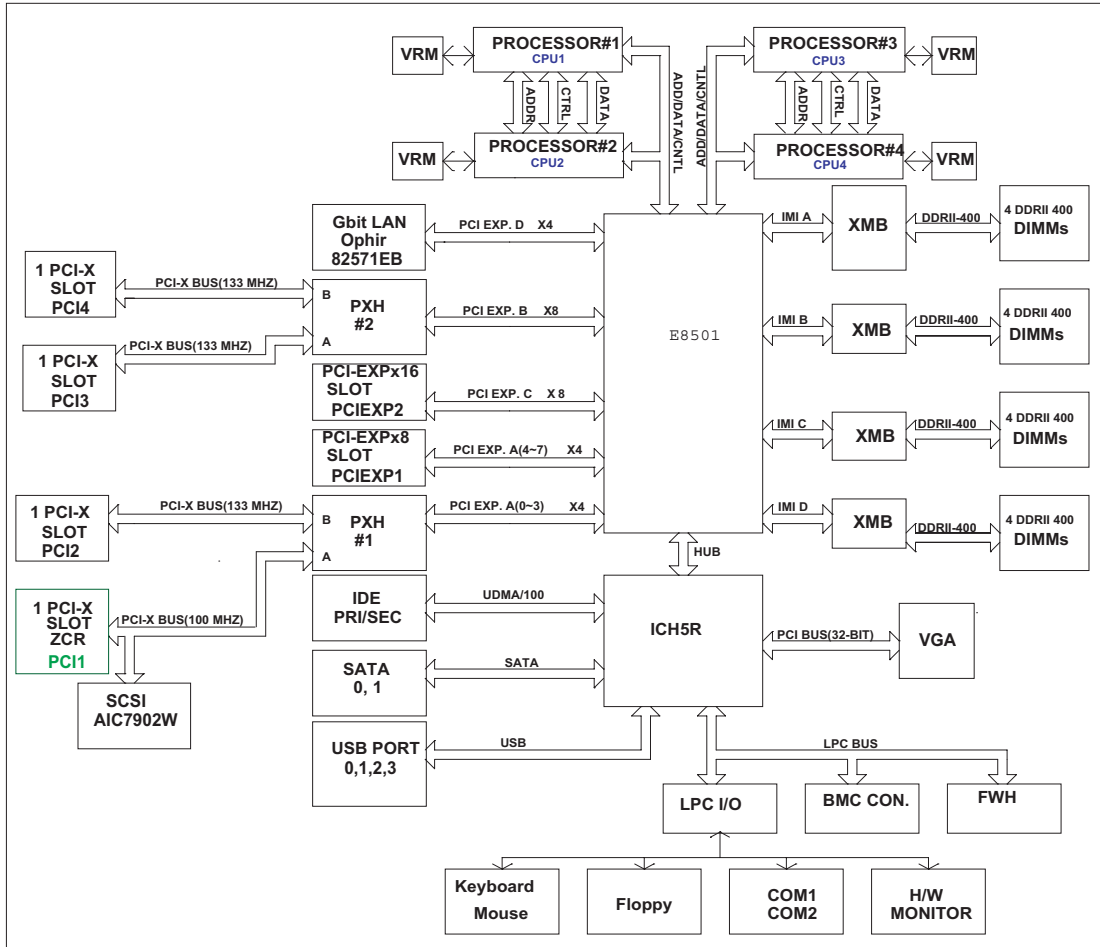 VRM
PROCESSOR#1
CPU1
PROCESSOR#3
CPU3
VRM
ADDR
CTRL
DATA
ADD/DATA/CNTL
ADD/DATA/CNTL
ADDR
CTRL
DATA
VRM
PROCESSOR#2
CPU2
PROCESSOR#4
CPU4
VRM
Gbit LAN
Ophir
82571EB
PCI EXP. D X4
E8501
IMI A
XMB
DDRII-400
4 DDRII 400
DIMMs
1 PCI-X
SLOT
PCI4
PCI-X BUS(133 MHZ)
B
PXH
#2
A
PCI EXP. B X8
IMI B
XMB
DDRII-400
4 DDRII 400
DIMMs
1 PCI-X
SLOT
PCI3
PCI-X BUS(133 MHZ)
PCI-EXPx16
SLOT
PCIEXP2
PCI EXP. C X 8
IMI C
XMB
DDRII-400
4 DDRII 400
DIMMs
PCI-EXPx8
SLOT
PCIEXP1
PCI EXP. A(4~7) X4
1 PCI-X
SLOT
PCI2
PCI-X BUS(133 MHZ)
B
PXH
#1
A
PCI EXP. A(0~3) X4
IMI D
XMB
DDRII-400
4 DDRII 400
DIMMs
HUB
1 PCI-X
SLOT
ZCR
PCI1
PCI-X BUS(100 MHZ)
IDE
PRI/SEC
UDMA/100
ICH5R
PCI BUS(32-BIT)
VGA
SCSI
AIC7902W
SATA
0, 1
SATA
USB PORT
0,1,2,3
USB
LPC BUS
LPC I/O
BMC CON.
FWH
Keyboard
Mouse
Floppy
COM1
COM2
H/W
MONITOR